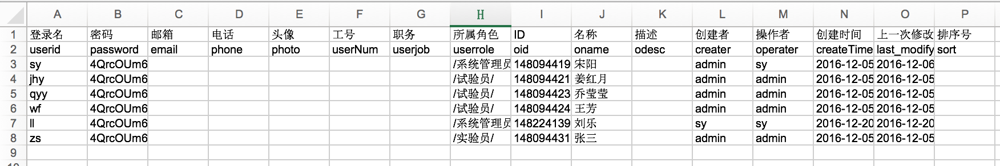 A B C D E F G H I J K L M N O P
1 登录名 密码 邮箱 电话 头像 工号 职务 所属角色 ID 名称 描述 创建者 操作者 创建时间 上一次修改 排序号
2 userid password email phone photo userNum userjob userrole oid oname odesc creater operater createTime last_modify sort
3 sy 4QrcOUm6 /系统管理员 148094419 宋阳 admin sy 2016-12-05 2016-12-06
4 jhy 4QrcOUm6 /试验员/ 148094421 姜红月 admin admin 2016-12-05 2016-12-05
5 qyy 4QrcOUm6 /试验员/ 148094423 乔莹莹 admin admin 2016-12-05 2016-12-05
6 wf 4QrcOUm6 /试验员/ 148094424 王芳 admin admin 2016-12-05 2016-12-05
7 ll 4QrcOUm6 /系统管理员 148224139 刘乐 sy sy 2016-12-20 2016-12-20
8 zs 4QrcOUm6 /实验员/ 148094431 张三 admin admin 2016-12-05 2016-12-05
9